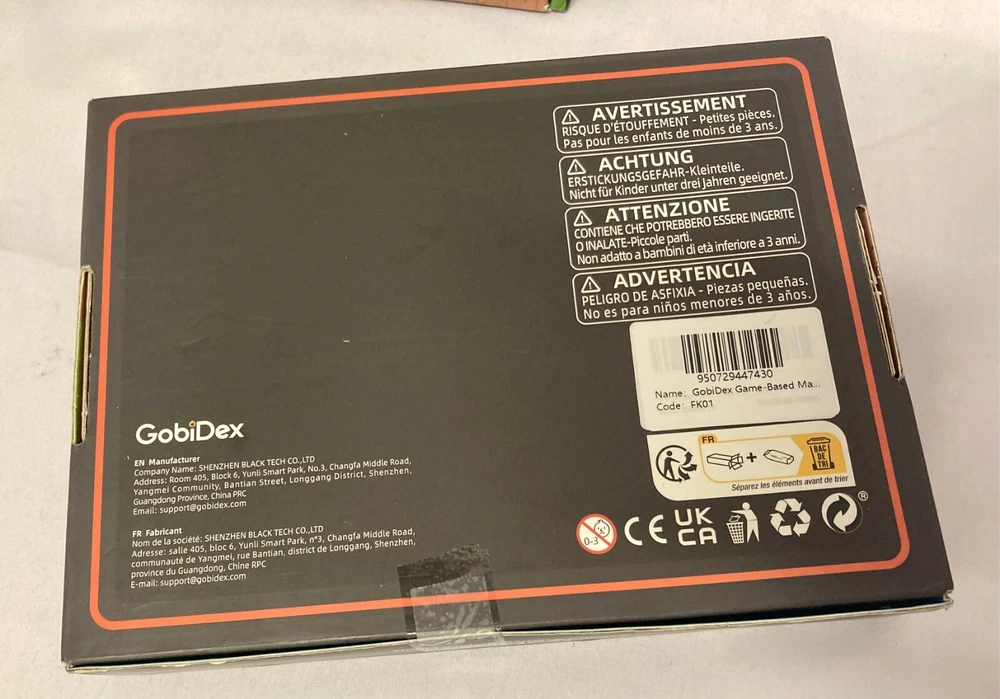 AVERTISSEMENT
RISQUE D'ÉTOUFFEMENT - Petites pièces.
Pas pour les enfants de moins de 3 ans.
ACHTUNG
ERSTICKUNGSGEFAHR-Kleinteile.
Nicht für Kinder unter drei Jahren geeignet.
ATTENZIONE
CONTIENE CHE POTREBBERO ESSERE INGERITE
O INALATE-Piccole parti.
Non adatto a bambini di età inferiore a 3 anni.
ADVERTENCIA
PELIGRO DE ASFIXIA - Piezas pequeñas.
No es para niños menores de 3 años.
950729447430
Name: GobiDex Game-Based Ma...
Code: FK01
FR
BAC
DE
TRI
Séparez les éléments avant de trier
0-3
CE
UK
CA
®
GobiDex
EN Manufacturer
Company Name: SHENZHEN BLACK TECH CO.,LTD
Address: Room 405, Block 6, Yunli Smart Park, No.3, Changfa Middle Road,
Yangmei Community, Bantian Street, Longgang District, Shenzhen,
Guangdong Province, China PRC
Email: support@gobidex.com
FR Fabricant
Nom de la société: SHENZHEN BLACK TECH CO.,LTD
Adresse: salle 405, bloc 6, Yunli Smart Park, n°3, Changfa Middle Road,
communauté de Yangmei, rue Bantian, district de Longgang, Shenzhen,
province du Guangdong, Chine RPC
E-mail: support@gobidex.com